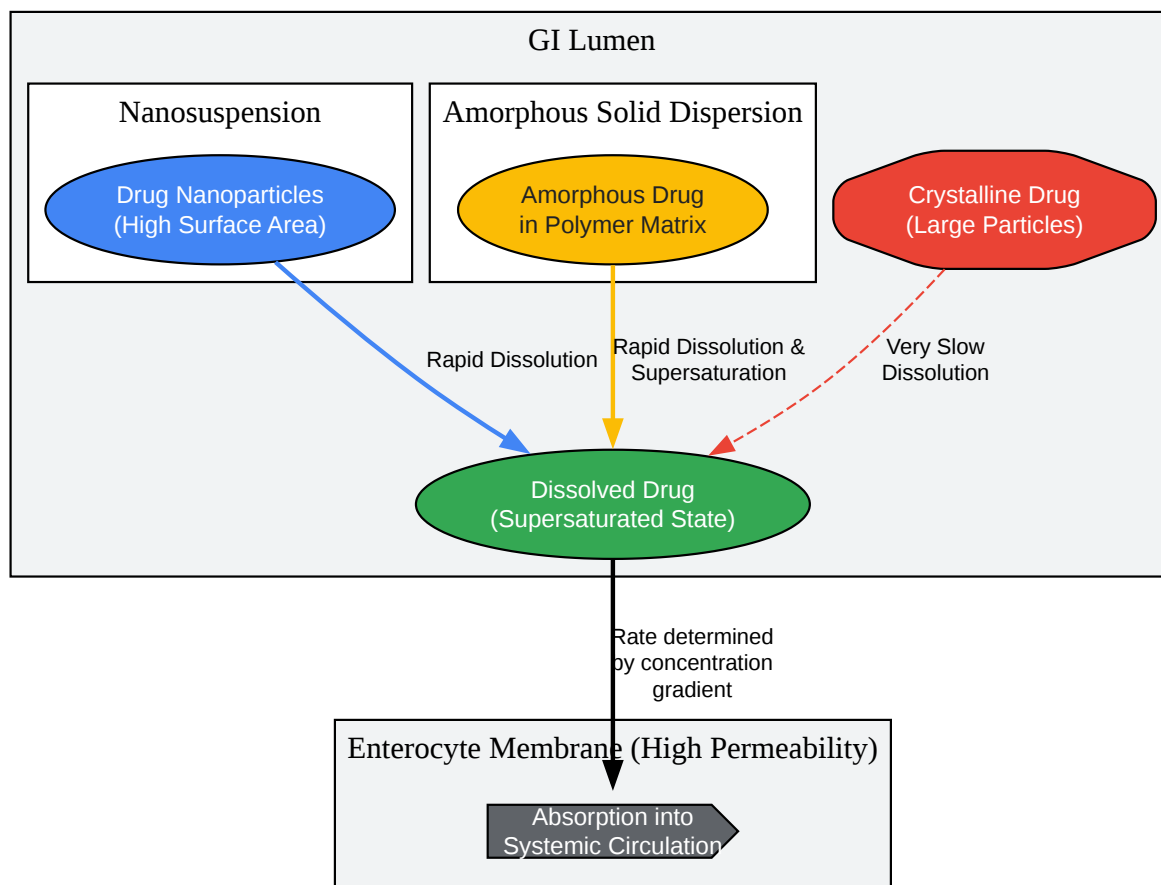 GI Lumen
Nanosuspension
Amorphous Solid Dispersion
Drug Nanoparticles
(High Surface Area)
Amorphous Drug
in Polymer Matrix
Crystalline Drug
(Large Particles)
Rapid Dissolution
Rapid Dissolution &
Supersaturation
Very Slow
Dissolution
Dissolved Drug
(Supersaturated State)
Rate determined
by concentration
gradient
Enterocyte Membrane (High Permeability)
Absorption into
Systemic Circulation